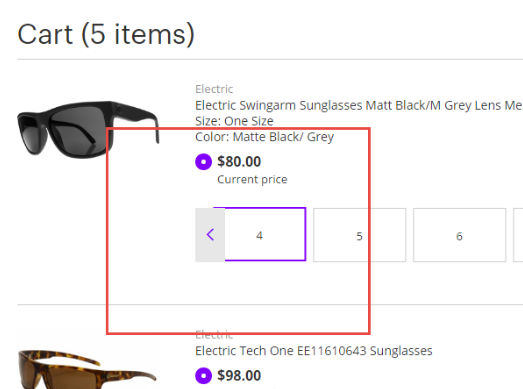 Cart (5 items)
Electric
Electric Swingarm Sunglasses Matt Black/M Grey Lens Me
Size: One Size
Color: Matte Black/ Grey
$80.00
Current price
4 5 6
Electric
Electric Tech One EE11610643 Sunglasses
$98.00